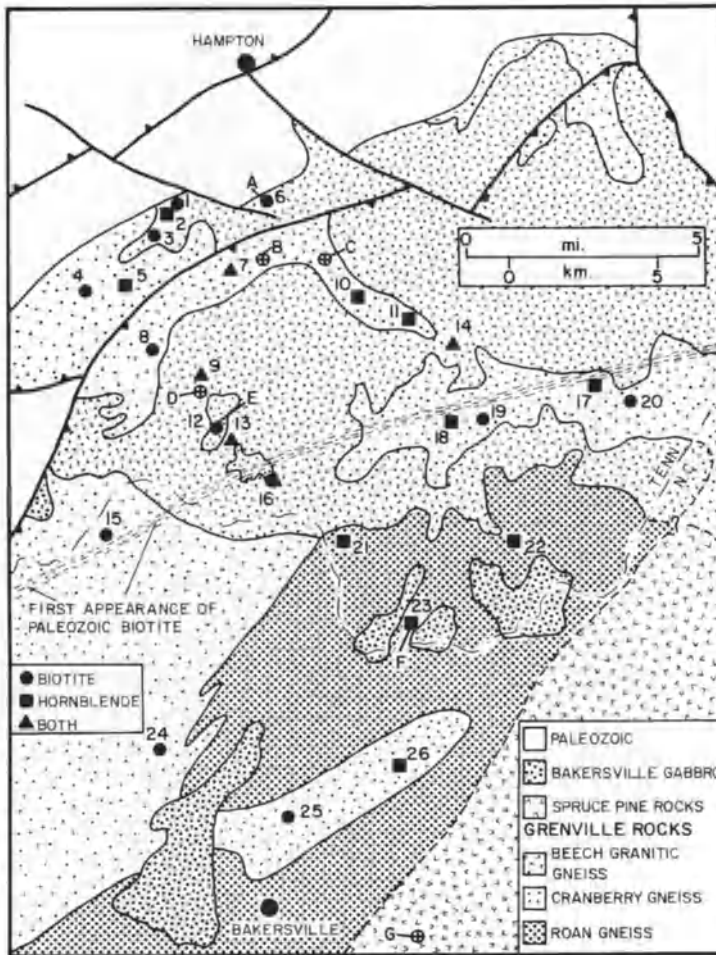 HAMPTON
A
6
1
2
3
B
C
0 5
mi.
0 5
km.
4
5
7
10
11
14
8
9
D
E
12
13
17
20
18
19
16
TENN.
N.C.
15
21
22
FIRST APPEARANCE OF
PALEOZOIC BIOTITE
23
F
BIOTITE
HORNBLENDE
BOTH
24
26
25
PALEOZOIC
BAKERSVILLE GABBRO
SPRUCE PINE ROCKS
GRENVILLE ROCKS
BEECH GRANITIC
GNEISS
CRANBERRY GNEISS
ROAN GNEISS
BAKERSVILLE
G